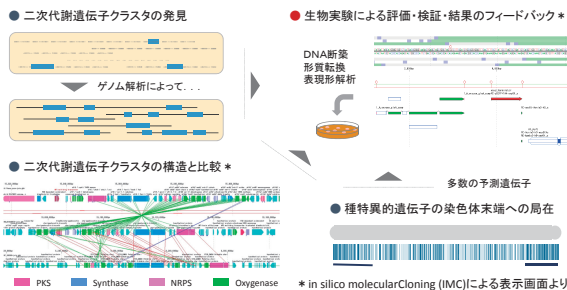 ● 二次代謝遺伝子クラスタの発見
ゲノム解析によって. . .
● 二次代謝遺伝子クラスタの構造と比較＊
PKS
Synthase
NRPS
Oxygenase
● 生物実験による評価・検証・結果のフィードバック＊
DNA断築
形質転換
表現形解析
多数の予測遺伝子
● 種特異的遺伝子の染色体末端への局在
＊in silico molecularCloning (IMC)による表示画面より